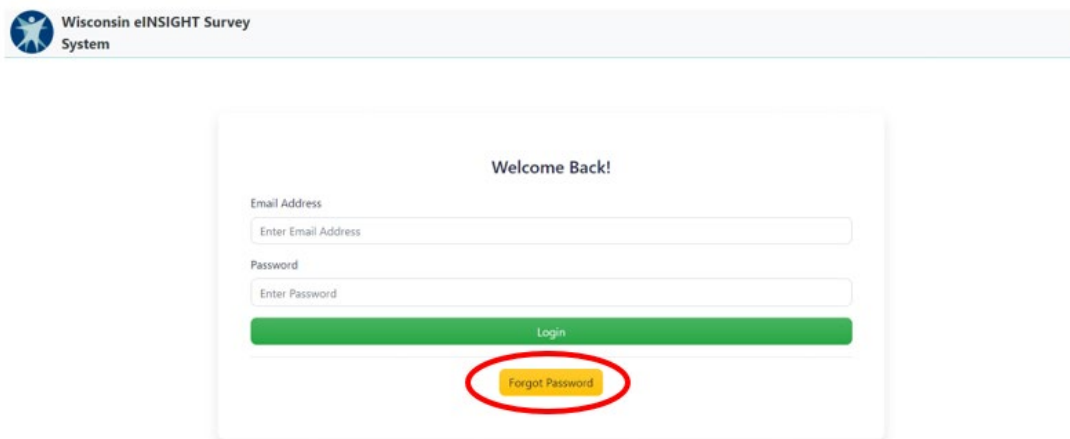 Wisconsin eINSIGHT Survey
System
Welcome Back!
Email Address
Enter Email Address
Password
Enter Password
Login
Forgot Password